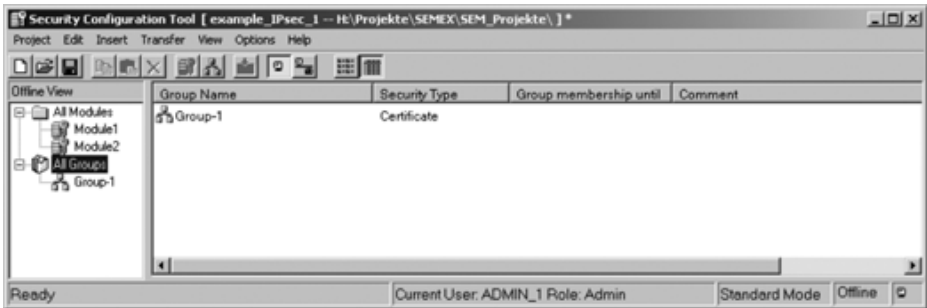 Security Configuration Tool [ example_IPsec_1 -- H:\Projekte\SEMEX\SEM_Projekte\ ] *
Project Edit Insert Transfer View Options Help
Offline View
Group Name Security Type Group membership until Comment
All Modules
Module1
Module2
All Groups
Group-1
Group-1 Certificate
Ready Current User: ADMIN_1 Role: Admin Standard Mode Offline